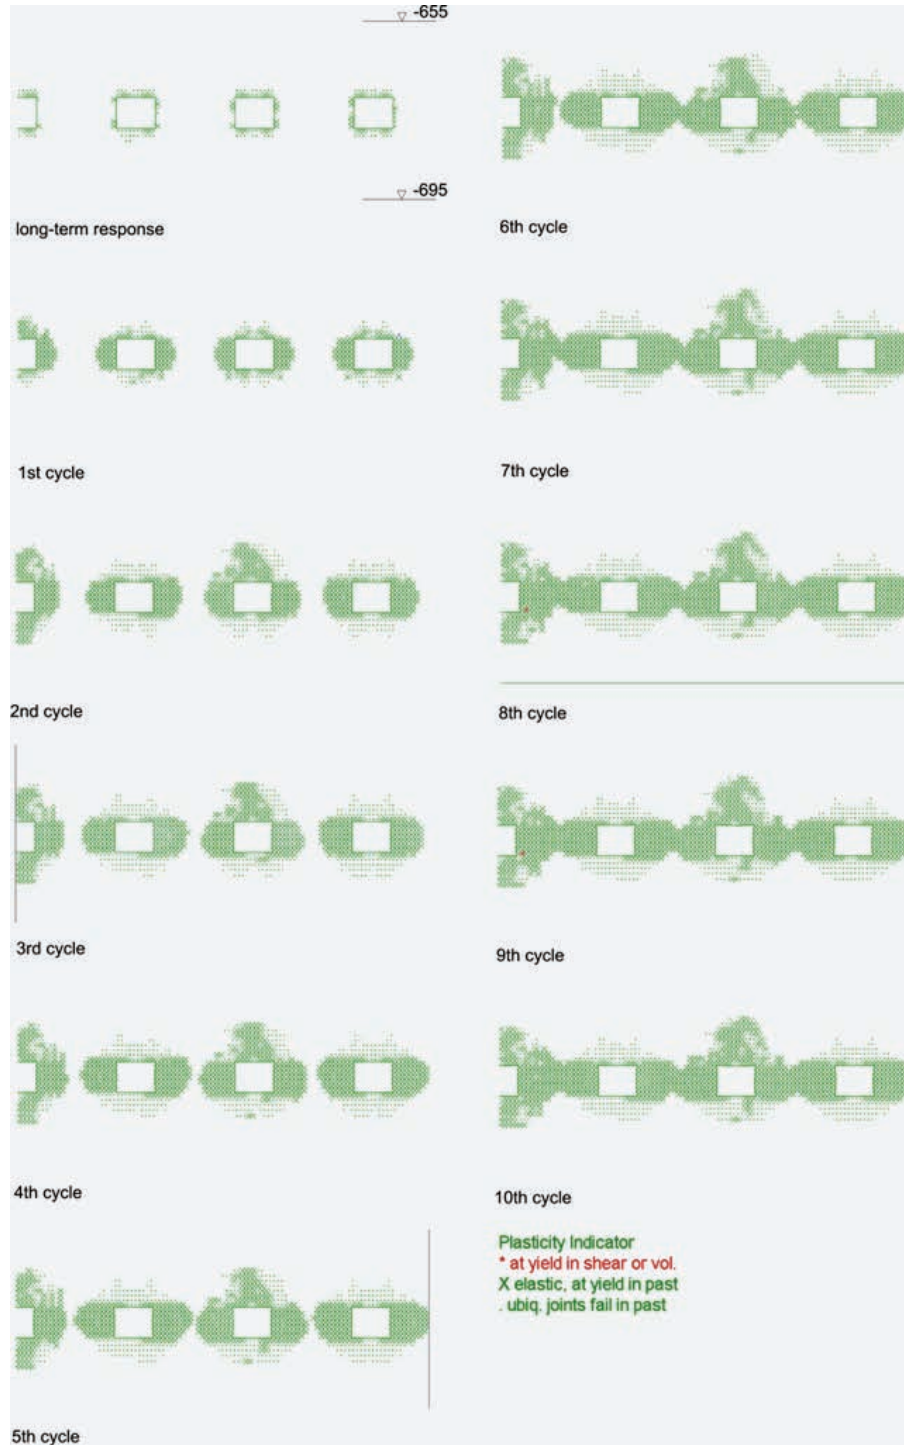 -655
-695
long-term response
1st cycle
2nd cycle
3rd cycle
4th cycle
5th cycle
6th cycle
7th cycle
8th cycle
9th cycle
10th cycle
Plasticity Indicator
* at yield in shear or vol.
X elastic, at yield in past
. ubiq. joints fail in past